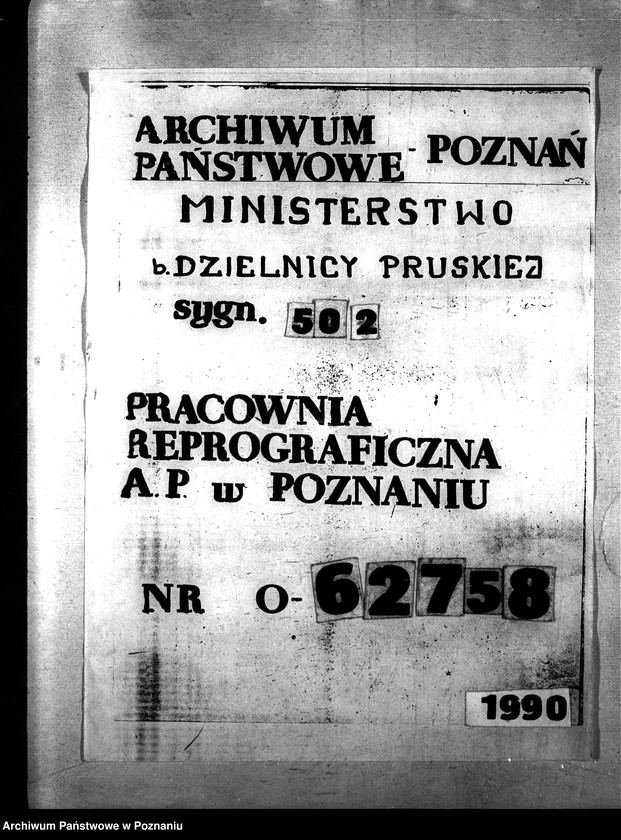 ARCHIWUM
PAŃSTWOWE - POZNAŃ
MINISTERSTWO
b. DZIELNICY PRUSKIEJ
sygn. 502
PRACOWNIA
REPROGRAFICZNA
A.P. w POZNANIU
NR O-62758
1990
Archiwum Państwowe w Poznaniu